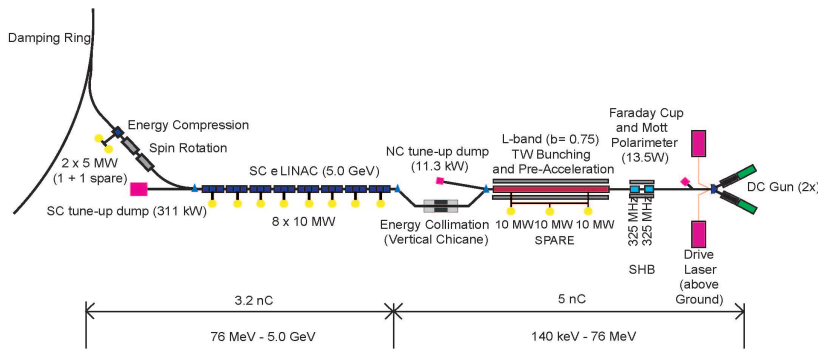 Damping Ring
Energy Compression
Spin Rotation
2 x 5 MW
(1 + 1 spare)
SC tune-up dump (311 kW)
SC e LINAC (5.0 GeV)
8 x 10 MW
NC tune-up dump
(11.3 kW)
Energy Collimation
(Vertical Chicane)
L-band (b= 0.75)
TW Bunching
and Pre-Acceleration
10 MW 10 MW 10 MW
SPARE
Faraday Cup
and Mott
Polarimeter
(13.5W)
325 MHz
325 MHz
SHB
DC Gun (2x)
Drive
Laser
(above
Ground)
3.2 nC
5 nC
76 MeV - 5.0 GeV
140 keV - 76 MeV